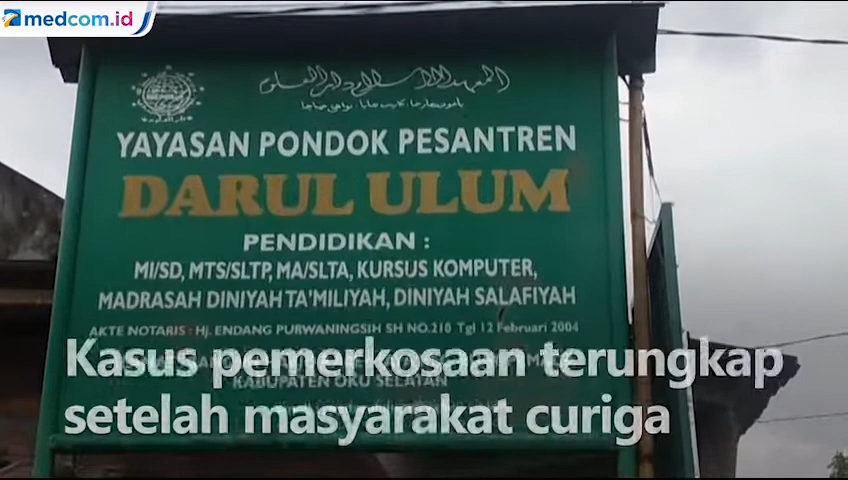 medcom.id
YAYASAN PONDOK PESANTREN
DARUL ULUM
PENDIDIKAN :
MI/SD, MTS/SLTP, MA/SLTA, KURSUS KOMPUTER,
MADRASAH DINIYAH TA'MILIYAH, DINIYAH SALAFIYAH
AKTE NOTARIS : Hj. ENDANG PURWANINGSIH SH NO.210 Tgl 12 Februari 2004
KABUPATEN OKU SELATAN
Kasus pemerkosaan terungkap
setelah masyarakat curiga